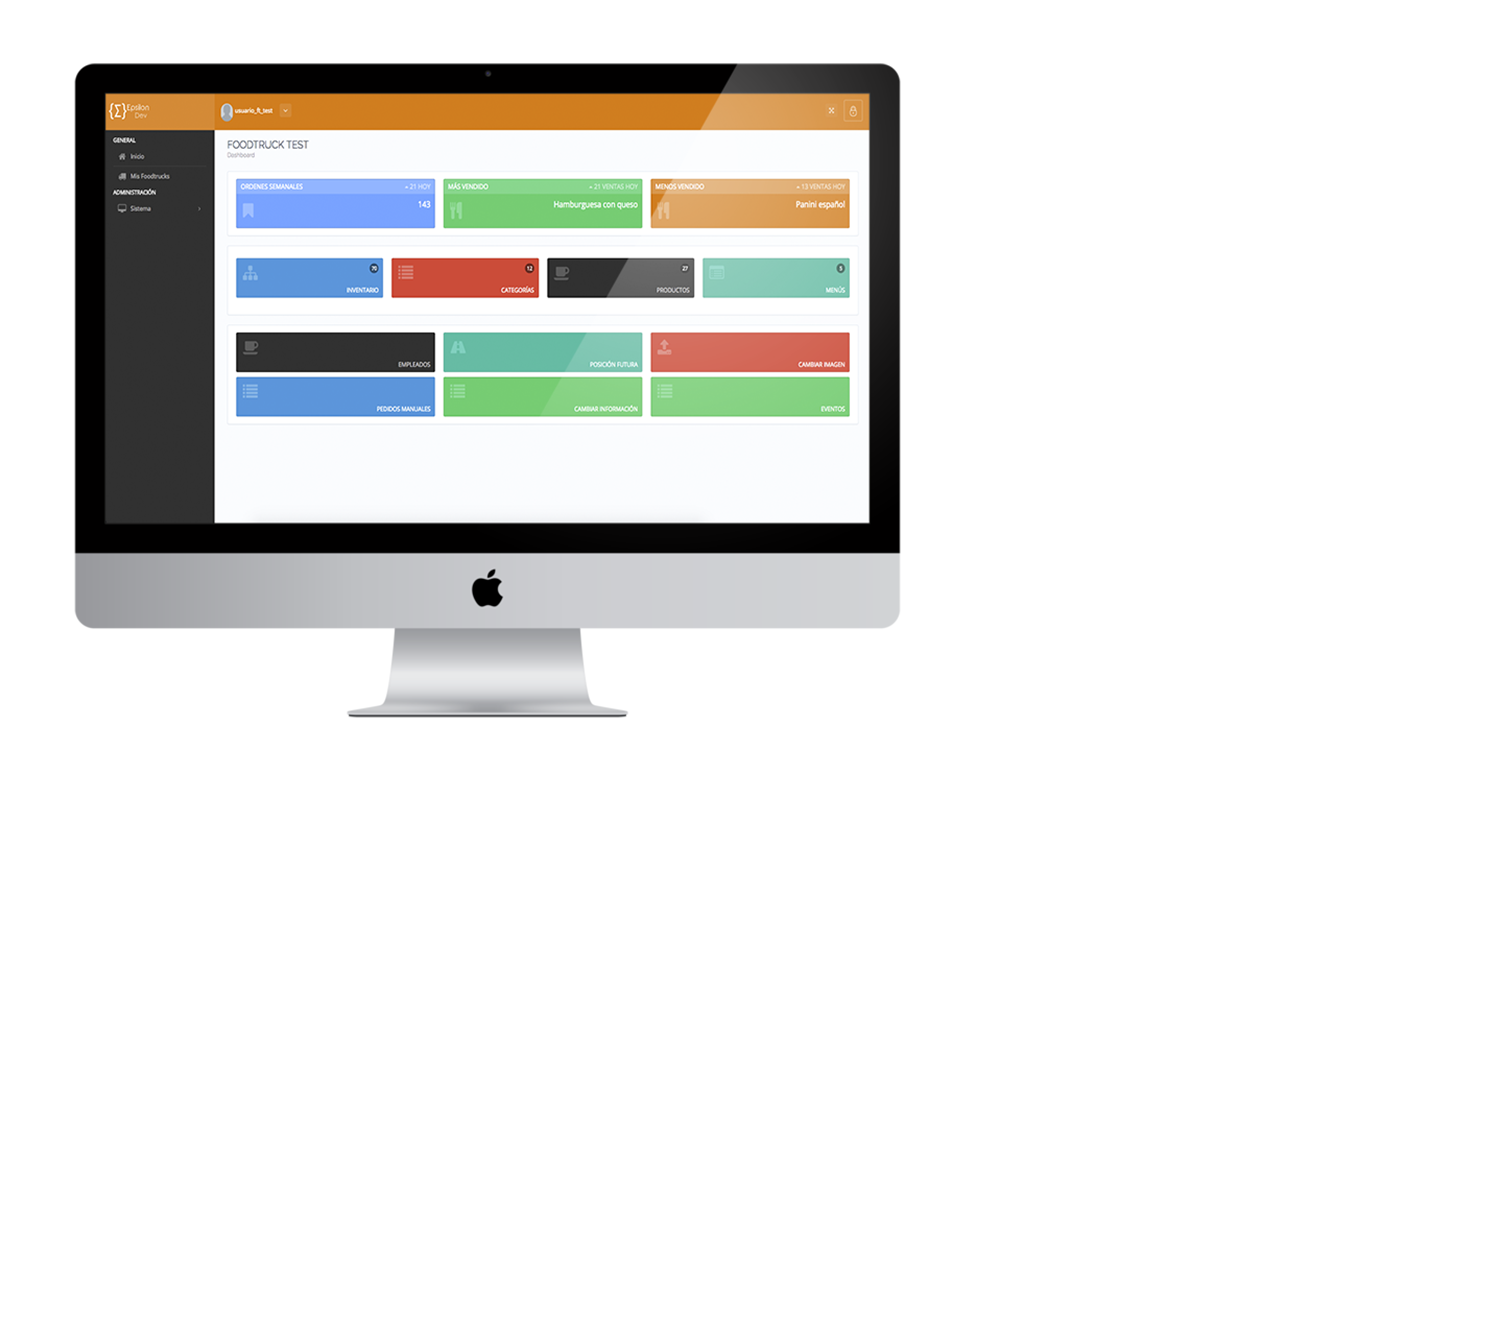 {Σ} Epsilon
Dev
usuario_ft_test
GENERAL
Inicio
Mis Foodtrucks
ADMINISTRACIÓN
Sistema
FOODTRUCK TEST
Dashboard
ORDENES SEMANALES + 21 HOY
143
MÁS VENDIDO + 21 VENTAS HOY
Hamburguesa con queso
MENOS VENDIDO + 13 VENTAS HOY
Panini español
70
INVENTARIO
12
CATEGORÍAS
27
PRODUCTOS
5
MENÚS
EMPLEADOS
POSICIÓN FUTURA
CAMBIAR IMAGEN
PEDIDOS MANUALES
CAMBIAR INFORMACIÓN
EVENTOS